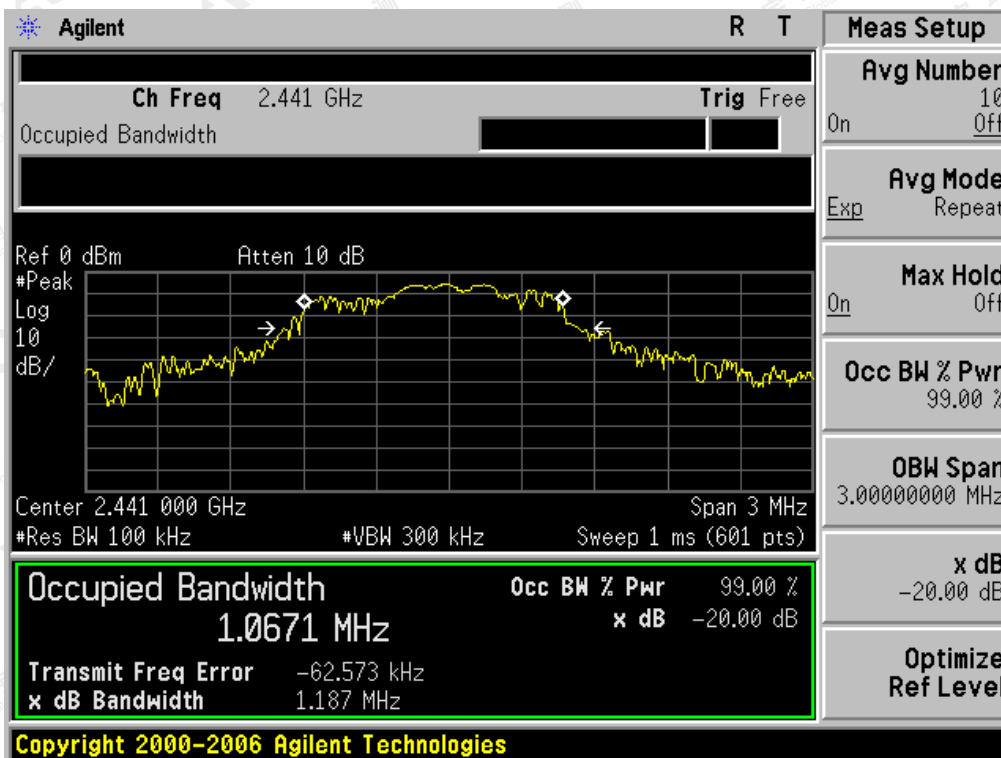 Agilent R T Meas Setup
Ch Freq 2.441 GHz Trig Free
Occupied Bandwidth
Avg Number
10
On Off
Avg Mode
Exp Repeat
Max Hold
On Off
Occ BW % Pwr
99.00 %
OBW Span
3.00000000 MHz
x dB
-20.00 dB
Optimize
Ref Level
Ref 0 dBm Atten 10 dB
#Peak
Log
10
dB/
Center 2.441 000 GHz Span 3 MHz
#Res BW 100 kHz #VBW 300 kHz Sweep 1 ms (601 pts)
Occupied Bandwidth Occ BW % Pwr 99.00 %
1.0671 MHz x dB -20.00 dB
Transmit Freq Error -62.573 kHz
x dB Bandwidth 1.187 MHz
Copyright 2000-2006 Agilent Technologies